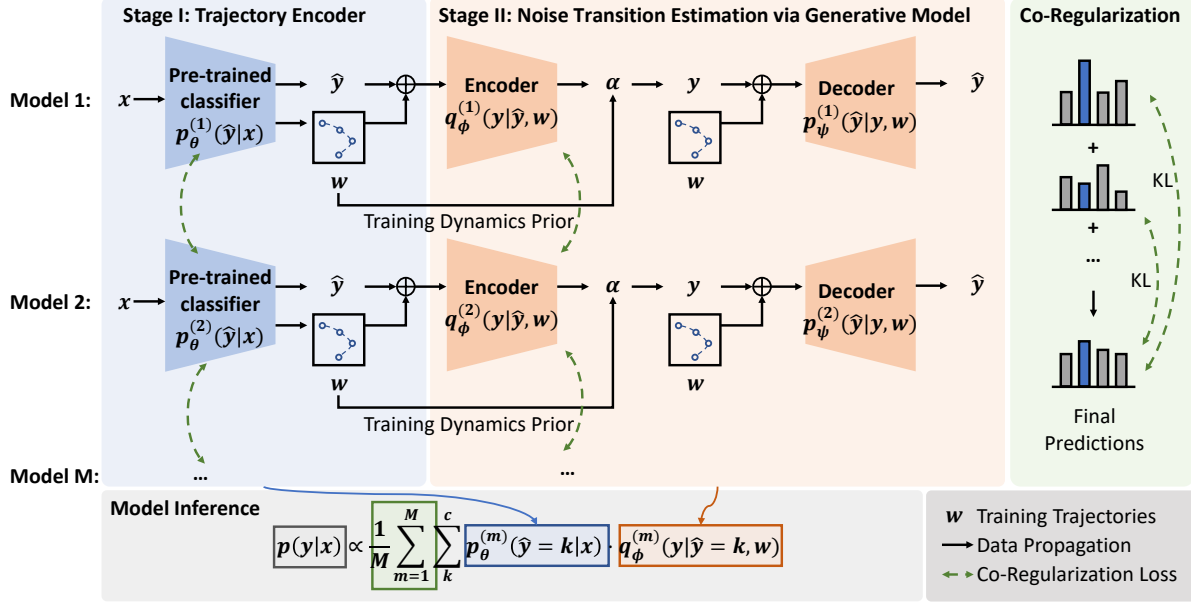 Stage I: Trajectory Encoder
Stage II: Noise Transition Estimation via Generative Model
Co-Regularization
Model 1:
x
Pre-trained
classifier
p_θ^(1)(ŷ|x)
ŷ
w
Encoder
q_ϕ^(1)(y|ŷ, w)
α
y
w
Decoder
p_ψ^(1)(ŷ|y, w)
ŷ
Training Dynamics Prior
Model 2:
x
Pre-trained
classifier
p_θ^(2)(ŷ|x)
ŷ
w
Encoder
q_ϕ^(2)(y|ŷ, w)
α
y
w
Decoder
p_ψ^(2)(ŷ|y, w)
ŷ
Training Dynamics Prior
Model M:
...
...
+
KL
+
...
KL
Final
Predictions
Model Inference
p(y|x) ∝ 1/M ∑_{m=1}^{M} ∑_{k}^{c} p_θ^(m)(ŷ = k|x) · q_ϕ^(m)(y|ŷ = k, w)
w Training Trajectories
Data Propagation
Co-Regularization Loss